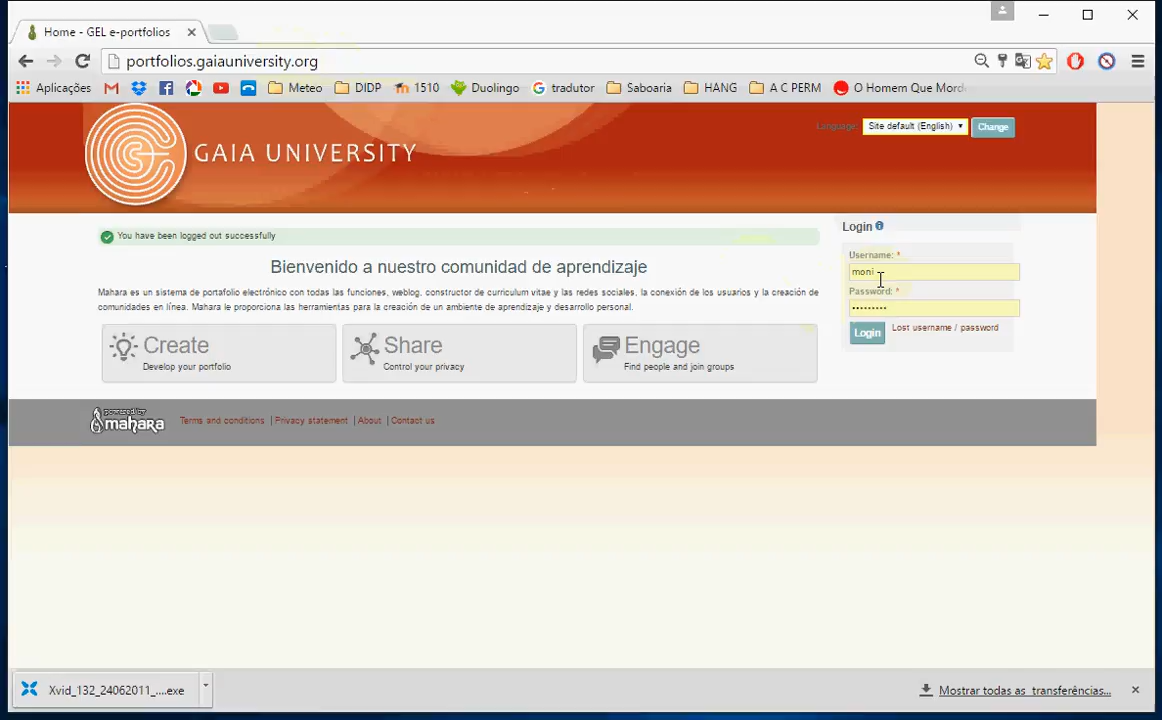 Home - GEL e-portfolios
portfolios.gaiauniversity.org
Aplicações Meteo DIDP 1510 Duolingo tradutor Saboaria HANG A C PERM O Homem Que Mord
GAIA UNIVERSITY
Language: Site default (English) Change
You have been logged out successfully
Bienvenido a nuestro comunidad de aprendizaje
Mahara es un sistema de portafolio electrónico con todas las funciones, weblog, constructor de curriculum vitae y las redes sociales, la conexión de los usuarios y la creación de
comunidades en línea. Mahara le proporciona las herramientas para la creación de un ambiente de aprendizaje y desarrollo personal.
Create
Develop your portfolio
Share
Control your privacy
Engage
Find people and join groups
Login
Username: *
moni
Password: *
•••••••••
Login Lost username / password
powered by
mahara
Terms and conditions | Privacy statement | About | Contact us
Xvid_132_24062011_....exe
Mostrar todas as transferências...